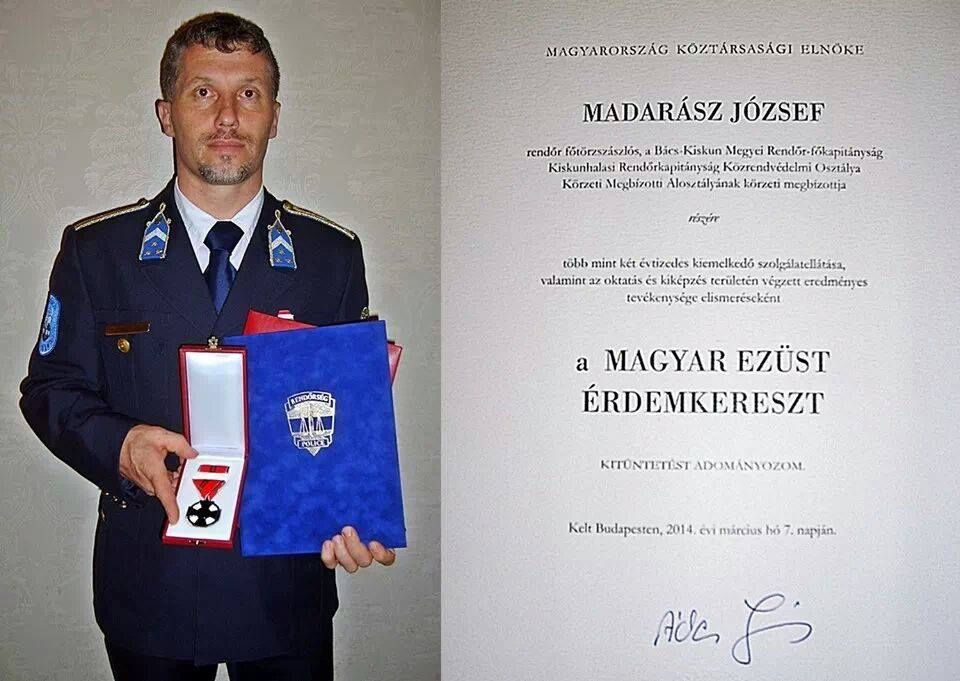 RENDŐRSÉG
POLICE
MAGYARORSZÁG KÖZTÁRSASÁGI ELNÖKE
MADARÁSZ JÓZSEF
rendőr főtörzszászlós, a Bács-Kiskun Megyei Rendőr-főkapitányság
Kiskunhalasi Rendőrkapitányság Közrendvédelmi Osztálya
Körzeti Megbízotti Alosztályának körzeti megbízottja
részére
több mint két évtizedes kiemelkedő szolgálatellátása,
valamint az oktatás és kiképzés területén végzett eredményes
tevékenysége elismeréseként
a MAGYAR EZÜST
ÉRDEMKERESZT
KITÜNTETÉST ADOMÁNYOZOM.
Kelt Budapesten, 2014. évi március hó 7. napján.